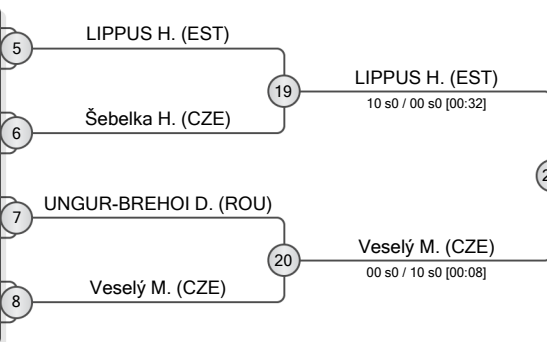 5
LIPPUS H. (EST)
19
LIPPUS H. (EST)
10 s0 / 00 s0 [00:32]
6
Šebelka H. (CZE)
7
UNGUR-BREHOI D. (ROU)
20
Veselý M. (CZE)
00 s0 / 10 s0 [00:08]
8
Veselý M. (CZE)